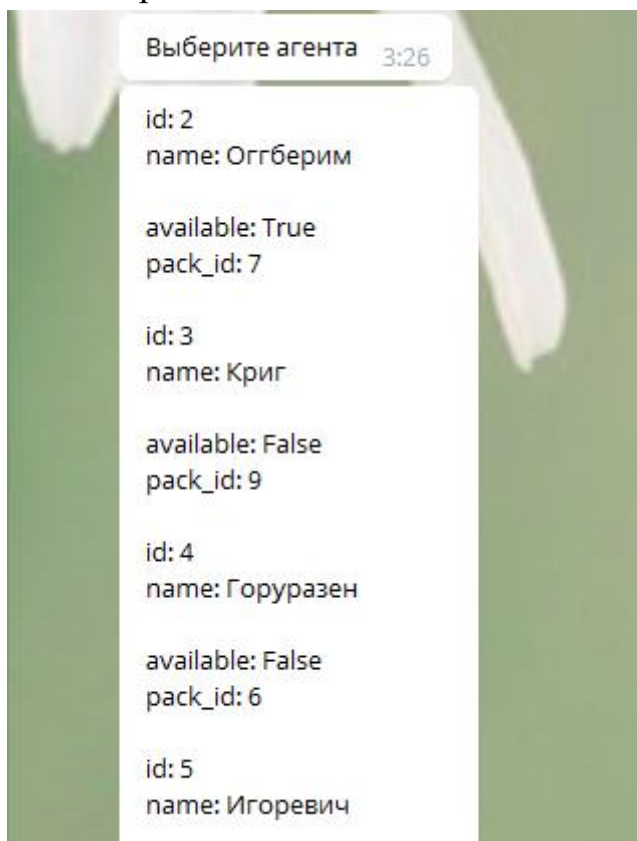 Выберите агента 3:26
id: 2
name: Оггберим
available: True
pack_id: 7
id: 3
name: Криг
available: False
pack_id: 9
id: 4
name: Горуразен
available: False
pack_id: 6
id: 5
name: Игоревич